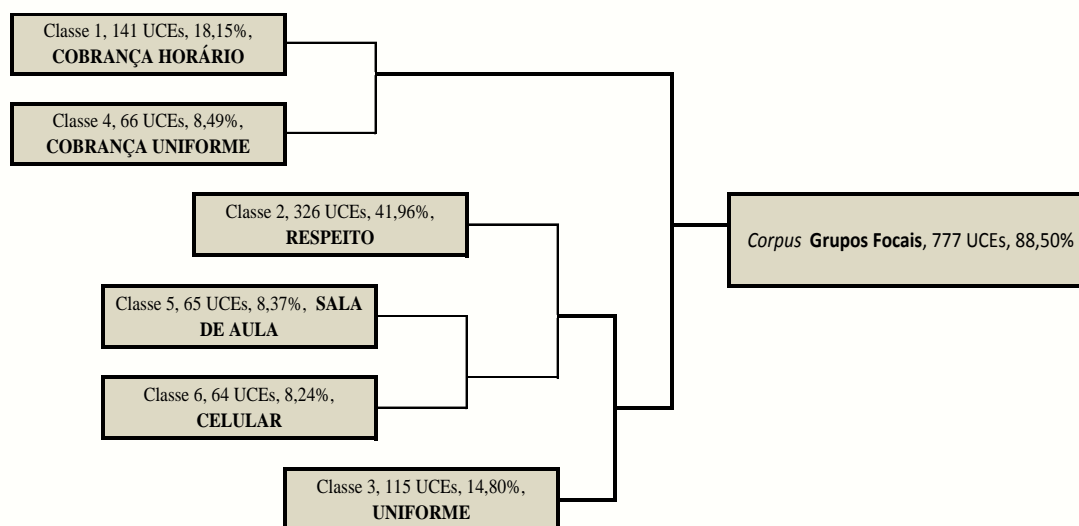 Classe 1, 141 UCEs, 18,15%,
COBRANÇA HORÁRIO
Classe 4, 66 UCEs, 8,49%,
COBRANÇA UNIFORME
Classe 2, 326 UCEs, 41,96%,
RESPEITO
Corpus Grupos Focais, 777 UCEs, 88,50%
Classe 5, 65 UCEs, 8,37%, SALA
DE AULA
Classe 6, 64 UCEs, 8,24%,
CELULAR
Classe 3, 115 UCEs, 14,80%,
UNIFORME